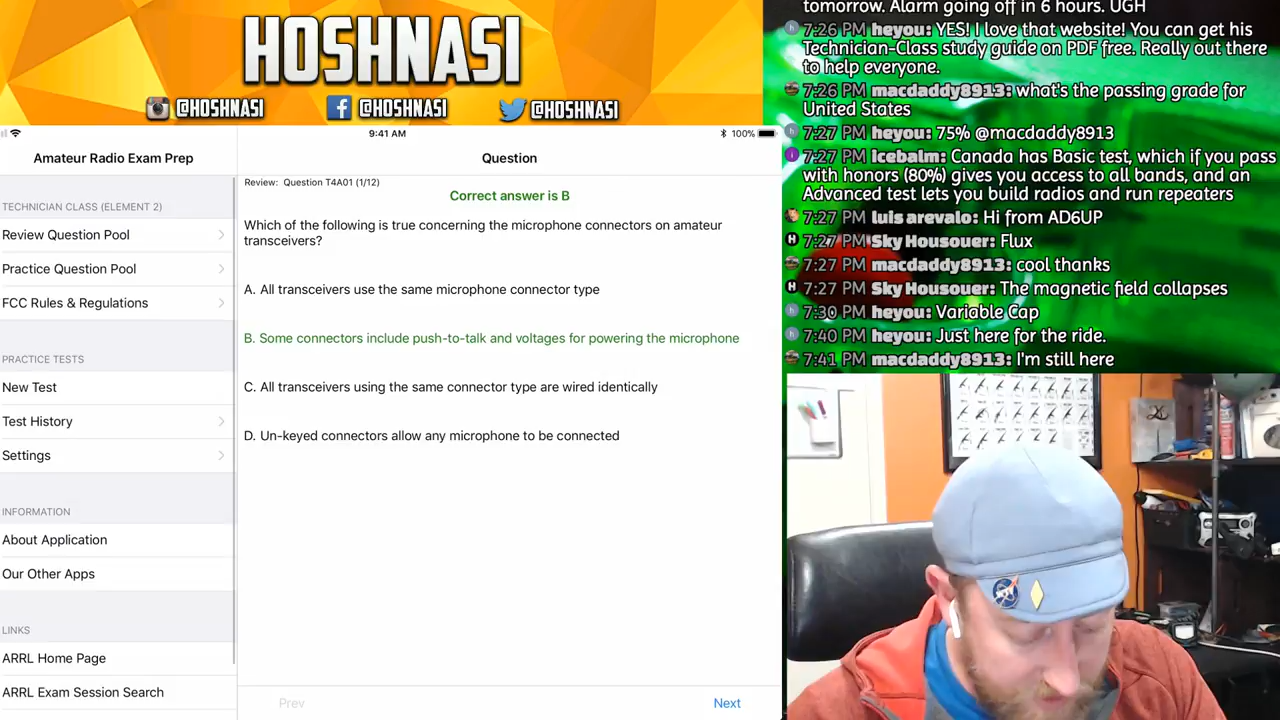 HOSHNASI
@HOSHNASI
@HOSHNASI
@HOSHNASI
9:41 AM
100%
Amateur Radio Exam Prep
TECHNICIAN CLASS (ELEMENT 2)
Review Question Pool
Practice Question Pool
FCC Rules & Regulations
PRACTICE TESTS
New Test
Test History
Settings
INFORMATION
About Application
Our Other Apps
LINKS
ARRL Home Page
ARRL Exam Session Search
Question
Review: Question T4A01 (1/12)
Correct answer is B
Which of the following is true concerning the microphone connectors on amateur
transceivers?
A. All transceivers use the same microphone connector type
B. Some connectors include push-to-talk and voltages for powering the microphone
C. All transceivers using the same connector type are wired identically
D. Un-keyed connectors allow any microphone to be connected
Prev
Next
tomorrow. Alarm going off in 6 hours. UGH
7:26 PM heyou: YES! I love that website! You can get his
Technician-Class study guide on PDF free. Really out there
to help everyone.
7:26 PM macdaddy8913: what's the passing grade for
United States
7:27 PM heyou: 75% @macdaddy8913
7:27 PM icebalm: Canada has Basic test, which if you pass
with honors (80%) gives you access to all bands, and an
Advanced test lets you build radios and run repeaters
7:27 PM luis arevalo: Hi from AD6UP
7:27 PM Sky Housouer: Flux
7:27 PM macdaddy8913: cool thanks
7:27 PM Sky Housouer: The magnetic field collapses
7:30 PM heyou: Variable Cap
7:40 PM heyou: Just here for the ride.
7:41 PM macdaddy8913: I'm still here